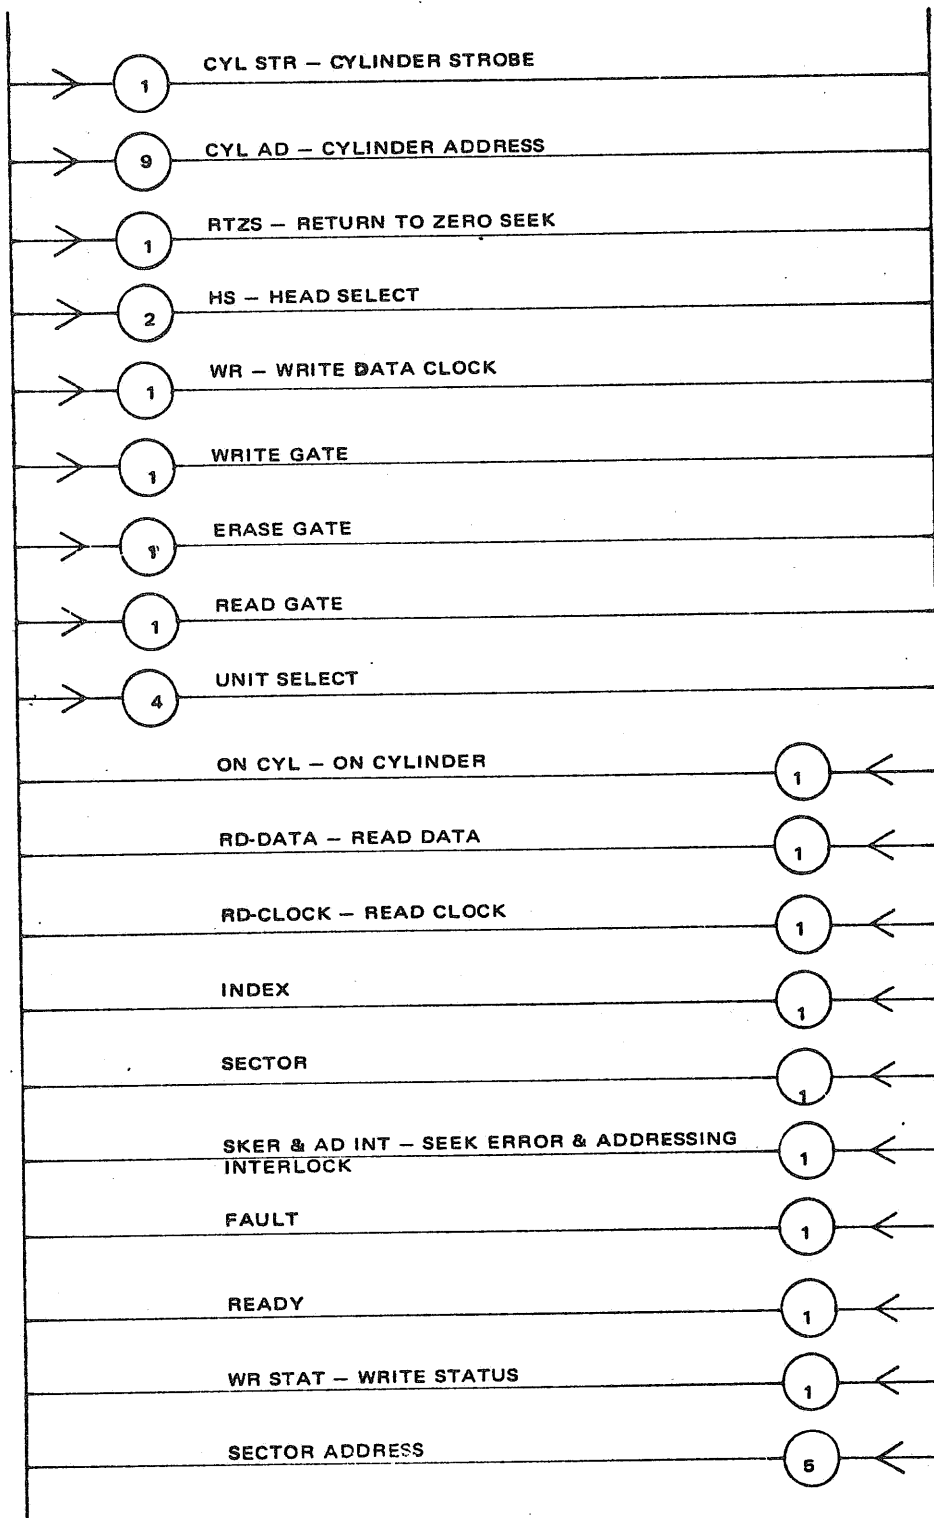 CYL STR – CYLINDER STROBE
1
CYL AD – CYLINDER ADDRESS
9
RTZS – RETURN TO ZERO SEEK
1
HS – HEAD SELECT
2
WR – WRITE DATA CLOCK
1
WRITE GATE
1
ERASE GATE
1
READ GATE
1
UNIT SELECT
4
ON CYL – ON CYLINDER
1
RD-DATA – READ DATA
1
RD-CLOCK – READ CLOCK
1
INDEX
1
SECTOR
1
SKER & AD INT – SEEK ERROR & ADDRESSING
INTERLOCK
1
FAULT
1
READY
1
WR STAT – WRITE STATUS
1
SECTOR ADDRESS
5